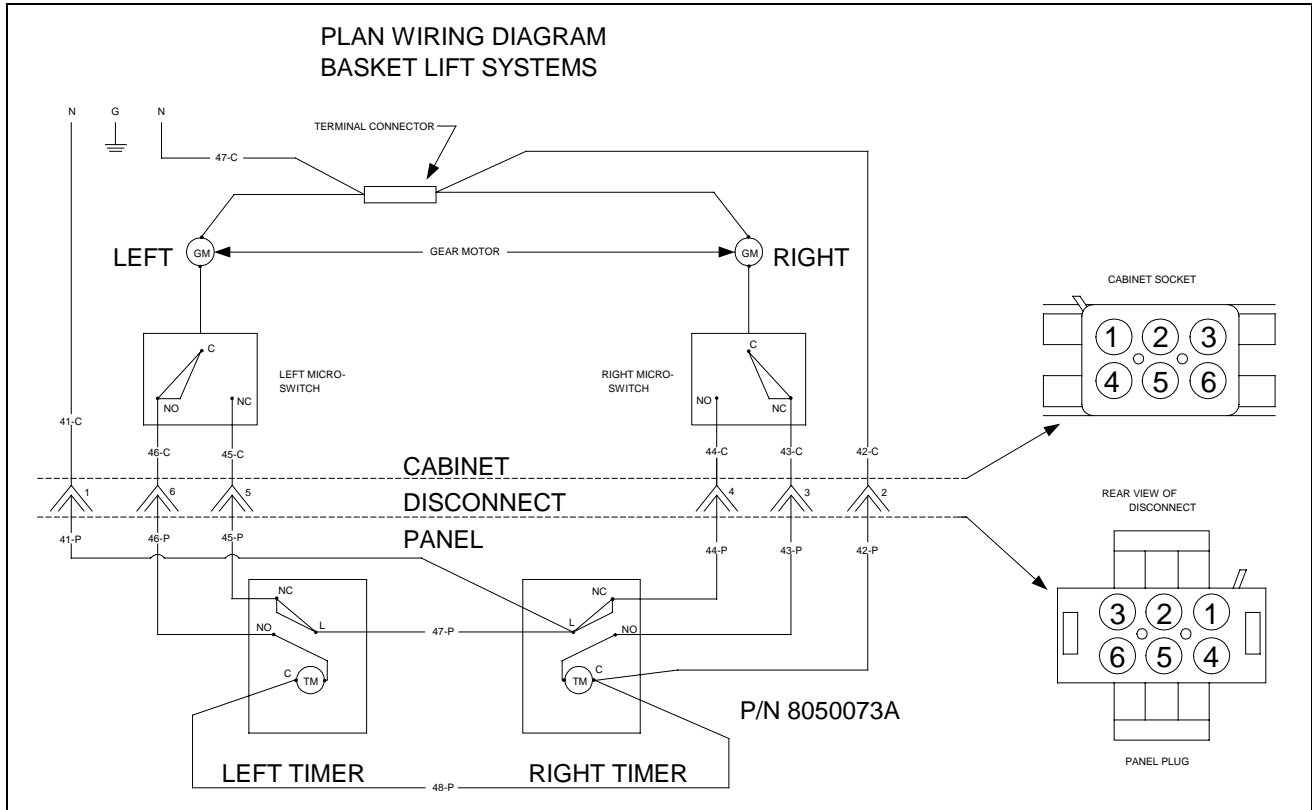 PLAN WIRING DIAGRAM
BASKET LIFT SYSTEMS
N
G
N
TERMINAL CONNECTOR
47-C
LEFT
GM
GEAR MOTOR
GM
RIGHT
CABINET SOCKET
1 2 3
4 5 6
C
NO
NC
LEFT MICRO-
SWITCH
RIGHT MICRO-
SWITCH
C
NO
NC
41-C
46-C
45-C
44-C
43-C
42-C
CABINET
1
6
5
4
3
2
DISCONNECT
PANEL
41-P
46-P
45-P
44-P
43-P
42-P
REAR VIEW OF
DISCONNECT
3 2 1
6 5 4
PANEL PLUG
NC
L
NO
C
TM
47-P
NC
L
NO
C
TM
P/N 8050073A
LEFT TIMER
RIGHT TIMER
48-P